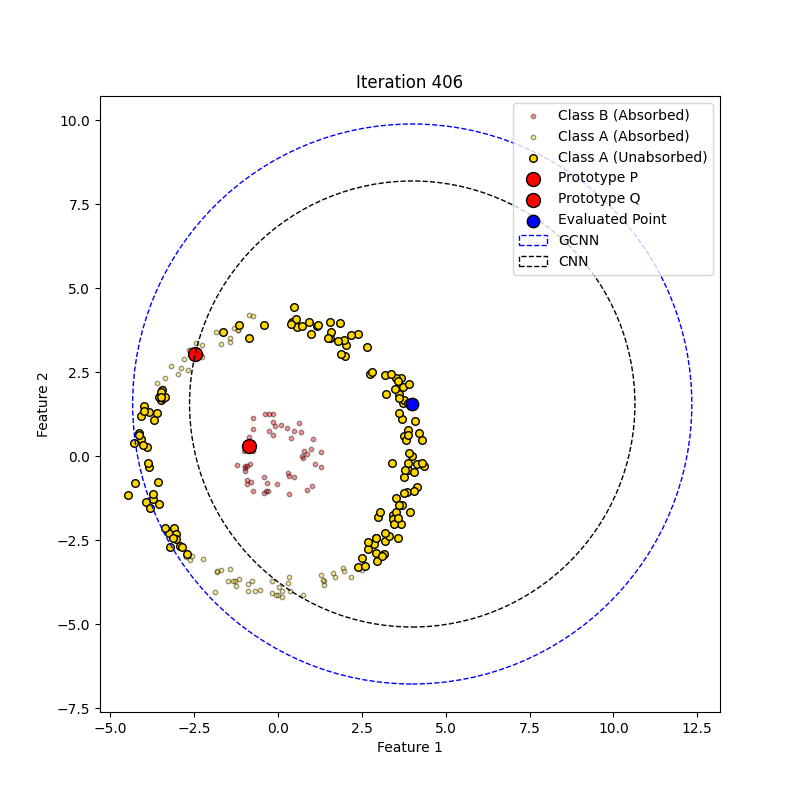 Iteration 406
Class B (Absorbed)
Class A (Absorbed)
Class A (Unabsorbed)
Prototype P
Prototype Q
Evaluated Point
GCNN
CNN
10.0
7.5
5.0
2.5
0.0
−2.5
−5.0
−7.5
Feature 2
−5.0 −2.5 0.0 2.5 5.0 7.5 10.0 12.5
Feature 1